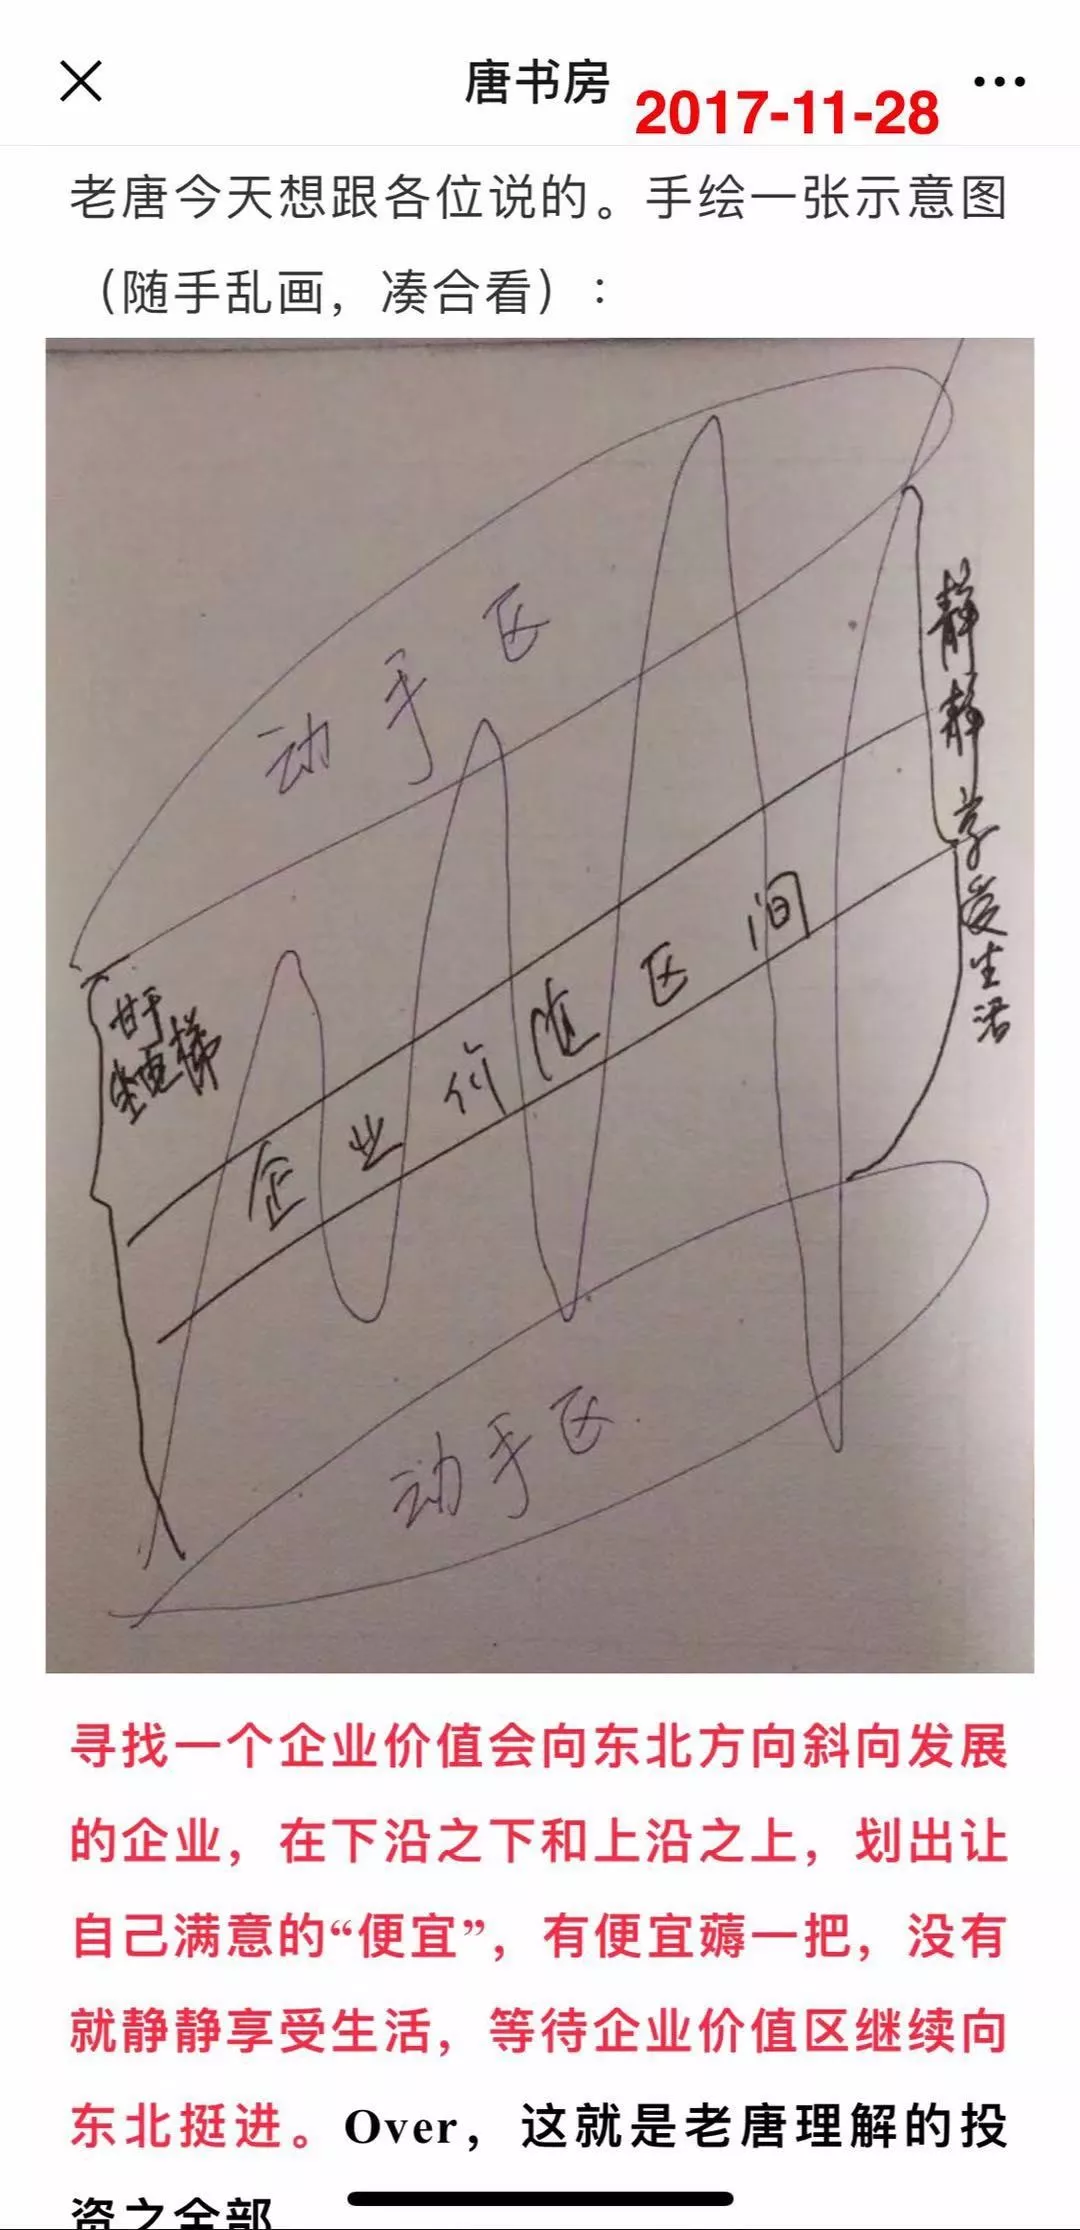 唐书房
2017-11-28
老唐今天想跟各位说的。手绘一张示意图
（随手乱画，凑合看）：
动手区
静静享受生活
甘于
坐电梯
企业价值区间
动手区
寻找一个企业价值会向东北方向斜向发展
的企业，在下沿之下和上沿之上，划出让
自己满意的“便宜”，有便宜薅一把，没有
就静静享受生活，等待企业价值区继续向
东北挺进。Over，这就是老唐理解的投
资之全部